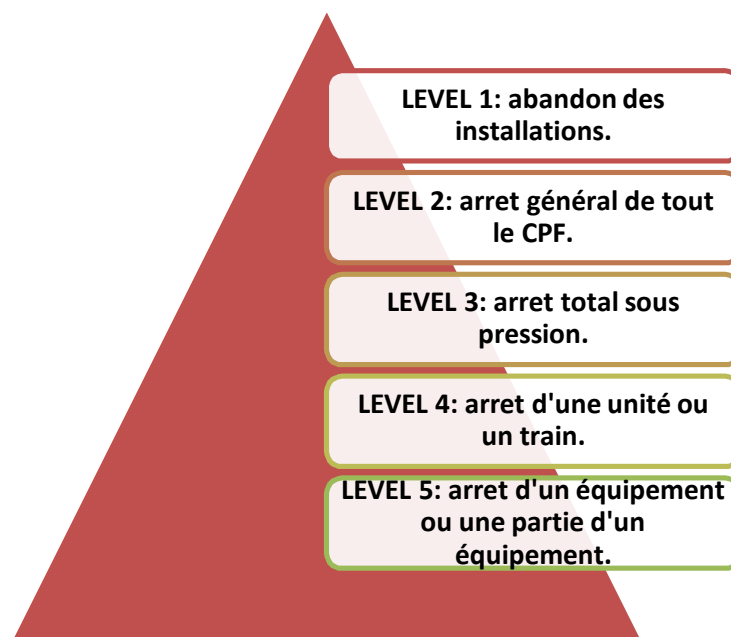 LEVEL 1: abandon des
installations.
LEVEL 2: arret général de tout
le CPF.
LEVEL 3: arret total sous
pression.
LEVEL 4: arret d'une unité ou
un train.
LEVEL 5: arret d'un équipement
ou une partie d'un
équipement.